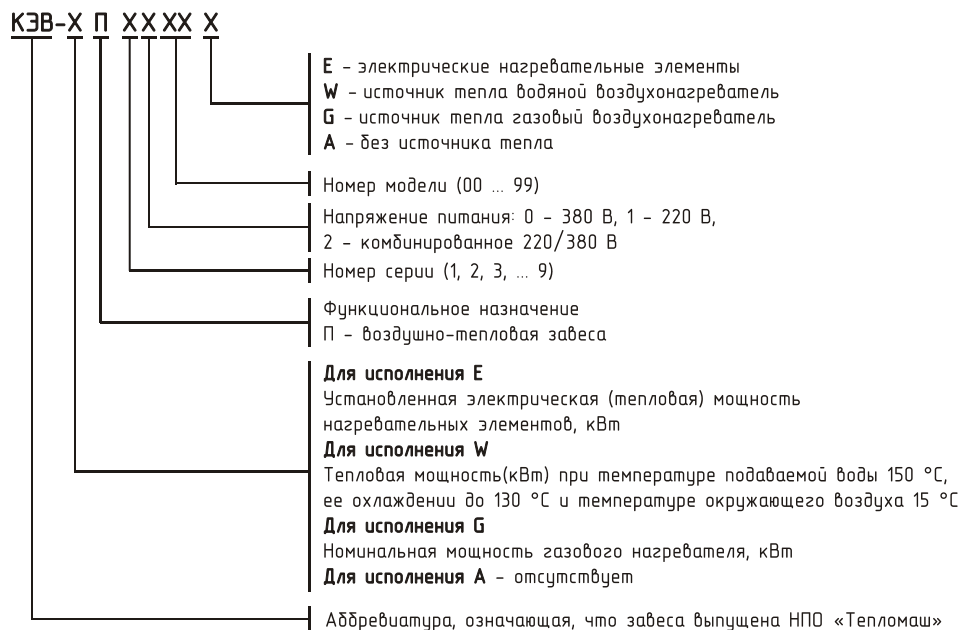 КЭВ-Х П ХХХХ Х
E - электрические нагревательные элементы
W - источник тепла водяной воздухонагреватель
G - источник тепла газовый воздухонагреватель
A - без источника тепла
Номер модели (00 ... 99)
Напряжение питания: 0 - 380 В, 1 - 220 В,
2 - комбинированное 220/380 В
Номер серии (1, 2, 3, ... 9)
Функциональное назначение
П - воздушно-тепловая завеса
Для исполнения E
Установленная электрическая (тепловая) мощность
нагревательных элементов, кВт
Для исполнения W
Тепловая мощность(кВт) при температуре подаваемой воды 150 °С,
ее охлаждении до 130 °С и температуре окружающего воздуха 15 °С
Для исполнения G
Номинальная мощность газового нагревателя, кВт
Для исполнения A - отсутствует
Аббревиатура, означающая, что завеса выпущена НПО «Тепломаш»